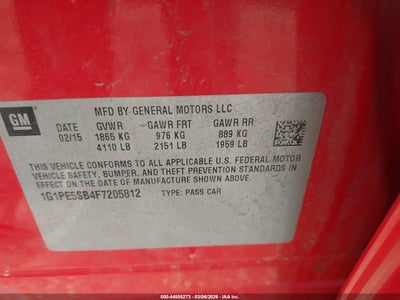 GM
MFD BY GENERAL MOTORS LLC
DATE GVWR GAWR FRT GAWR RR
02/15 1865 KG 976 KG 889 KG
4110 LB 2151 LB 1959 LB
THIS VEHICLE CONFORMS TO ALL APPLICABLE U.S. FEDERAL MOTOR
VEHICLE SAFETY, BUMPER, AND THEFT PREVENTION STANDARDS IN
EFFECT ON THE DATE OF MANUFACTURE SHOWN ABOVE.
1G1PE5SB4F7205812 TYPE: PASS CAR
000-44555273 - 03/06/2026 - IAA, Inc.